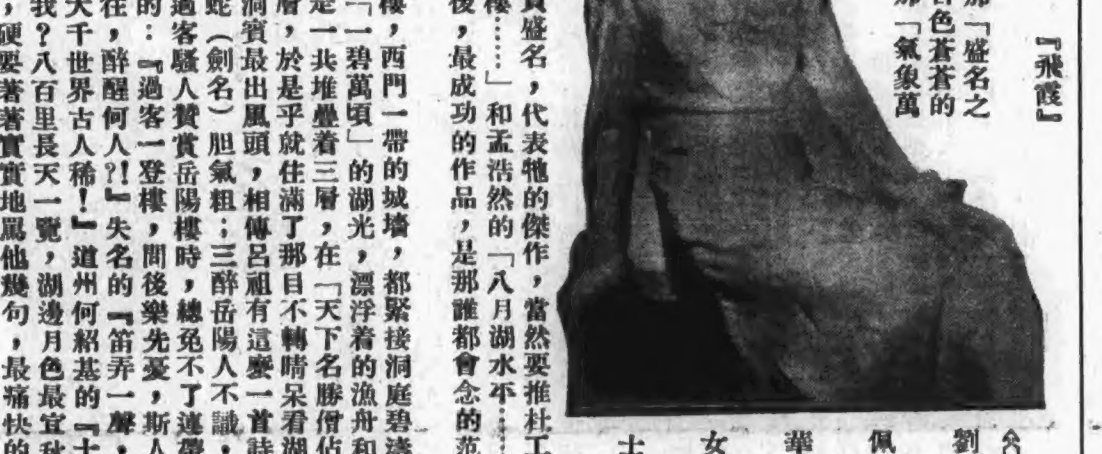 『飛霞』
「盛名之
色蒼蒼的
那「氣象萬
負盛名,代表牠的傑作,當然要推杜工
樓……」和孟浩然的「八月湖水平……
後,最成功的作品,是那誰都會念的范
樓,西門一帶的城墻,都緊接洞庭碧濤
「一碧萬頃」的湖光,漂浮着的漁舟和
是一共堆疊着三層,在「天下名勝僧佔
層,於是乎就住滿了那目不轉睛呆看湖
洞賓最出風頭,相傳呂祖有這麽一首詩
蛇(劍名)胆氣粗;三醉岳陽人不識,
過客騷人贊賞岳陽樓時,總免不了連帶
的:『過客一登樓,問後樂先憂,斯人
在,醉醒何人?!』失名的『笛弄一聲,
大千世界古人稀!』道州何紹基的『十
我?八百里長天一覽,湖邊月色最宜秋
硬要著著實實地罵他幾句,最痛快的
劉佩華女士